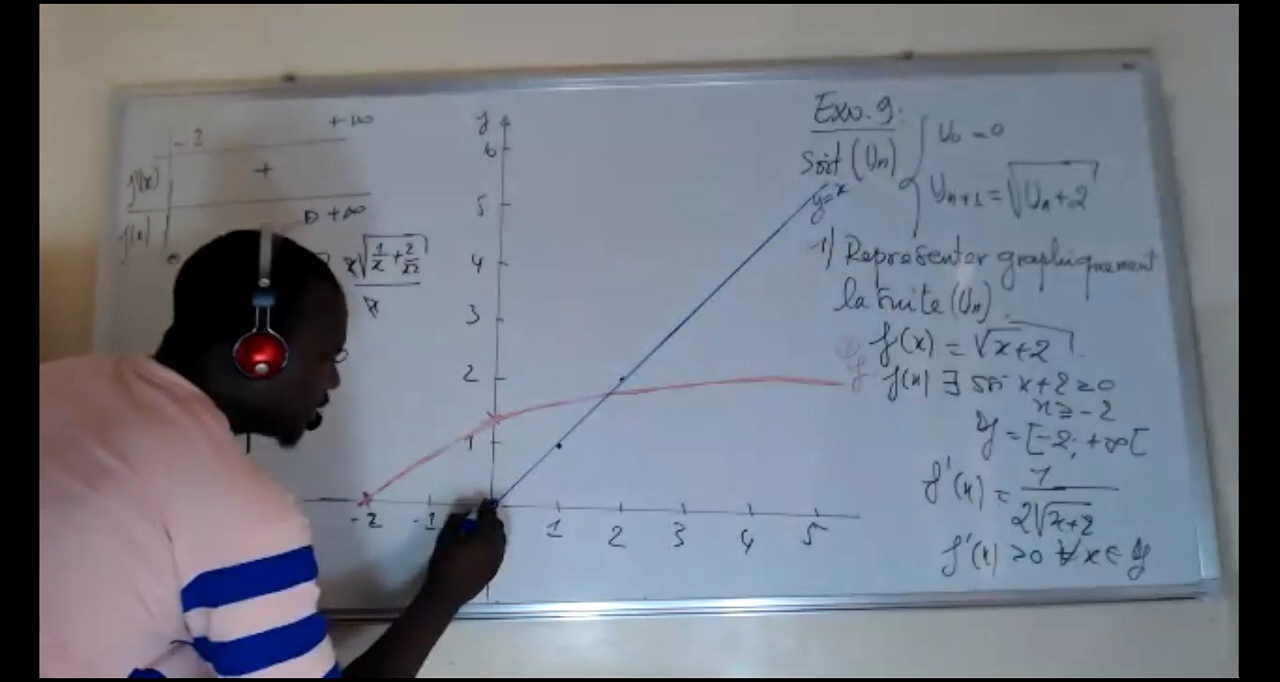 -2 +∞
f'(x) +
f(x) +∞
x√(1/x + 2/x²)
x
y
6
5
4
3
2
1
-2 -1 1 2 3 4 5
y=x
Exo.9.
Soit (Un) { U0 = 0
Un+1 = √(Un+2)
1) Représenter graphiquement
la suite (Un).
f(x) = √(x+2)
f(x) ∃ ssi x+2 ≥ 0
x ≥ -2
Df = [-2; +∞[
f'(x) = 1/(2√(x+2))
f'(x) >0 ∀x ∈ Df